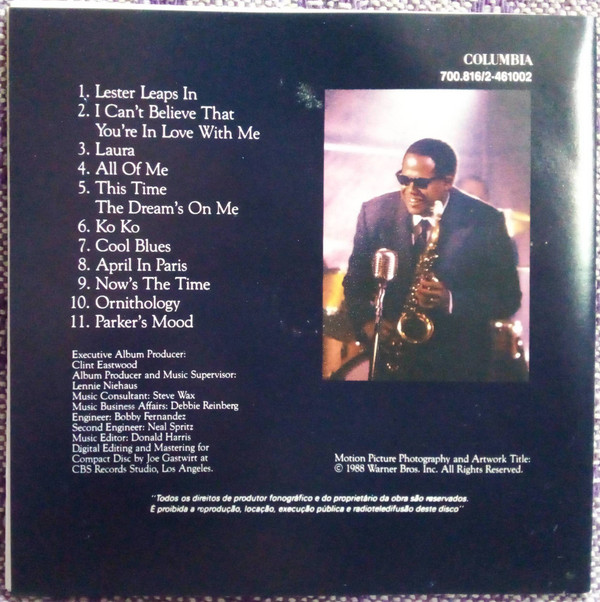 COLUMBIA
700.816/2-461002
1. Lester Leaps In
2. I Can't Believe That
You're In Love With Me
3. Laura
4. All Of Me
5. This Time
The Dream's On Me
6. Ko Ko
7. Cool Blues
8. April In Paris
9. Now's The Time
10. Ornithology
11. Parker's Mood
Executive Album Producer:
Clint Eastwood
Album Producer and Music Supervisor:
Lennie Niehaus
Music Consultant: Steve Wax
Music Business Affairs: Debbie Reinberg
Engineer: Bobby Fernandez
Second Engineer: Neal Spritz
Music Editor: Donald Harris
Digital Editing and Mastering for
Compact Disc by Joe Gastwirt at
CBS Records Studio, Los Angeles.
Motion Picture Photography and Artwork Title:
© 1988 Warner Bros. Inc. All Rights Reserved.
"Todos os direitos de produtor fonográfico e do proprietário da obra são reservados.
É proibida a reprodução, locação, execução pública e radioteledifusão deste disco"